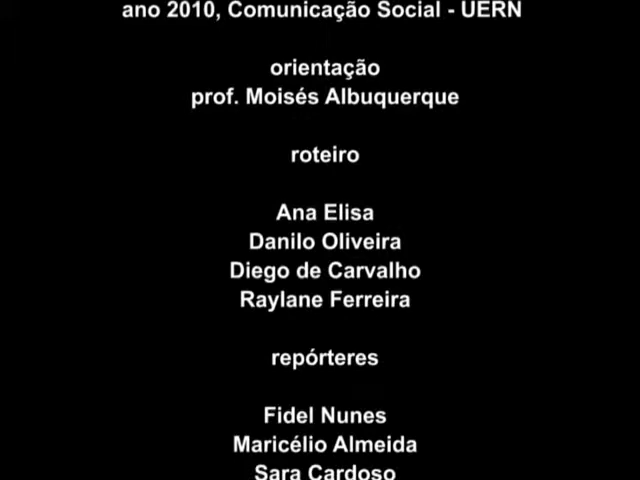 ano 2010, Comunicação Social - UERN
orientação
prof. Moisés Albuquerque
roteiro
Ana Elisa
Danilo Oliveira
Diego de Carvalho
Raylane Ferreira
repórteres
Fidel Nunes
Maricélio Almeida
Sara Cardoso